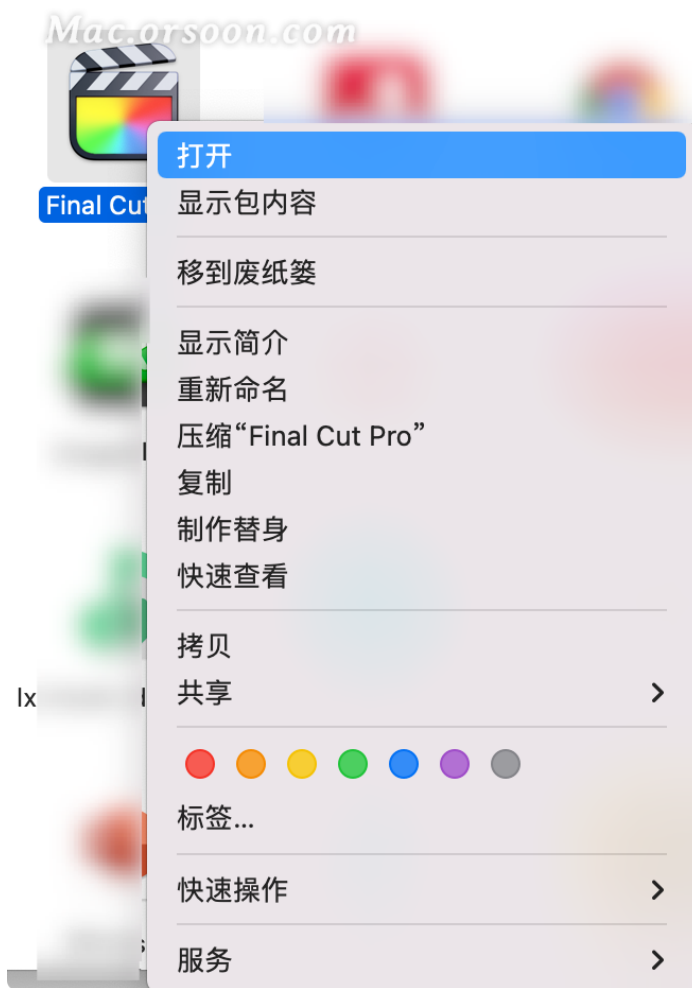 Mac.orsoon.com
Final Cut
打开
显示包内容
移到废纸篓
显示简介
重新命名
压缩“Final Cut Pro”
复制
制作替身
快速查看
lx
拷贝
共享
标签...
快速操作
服务